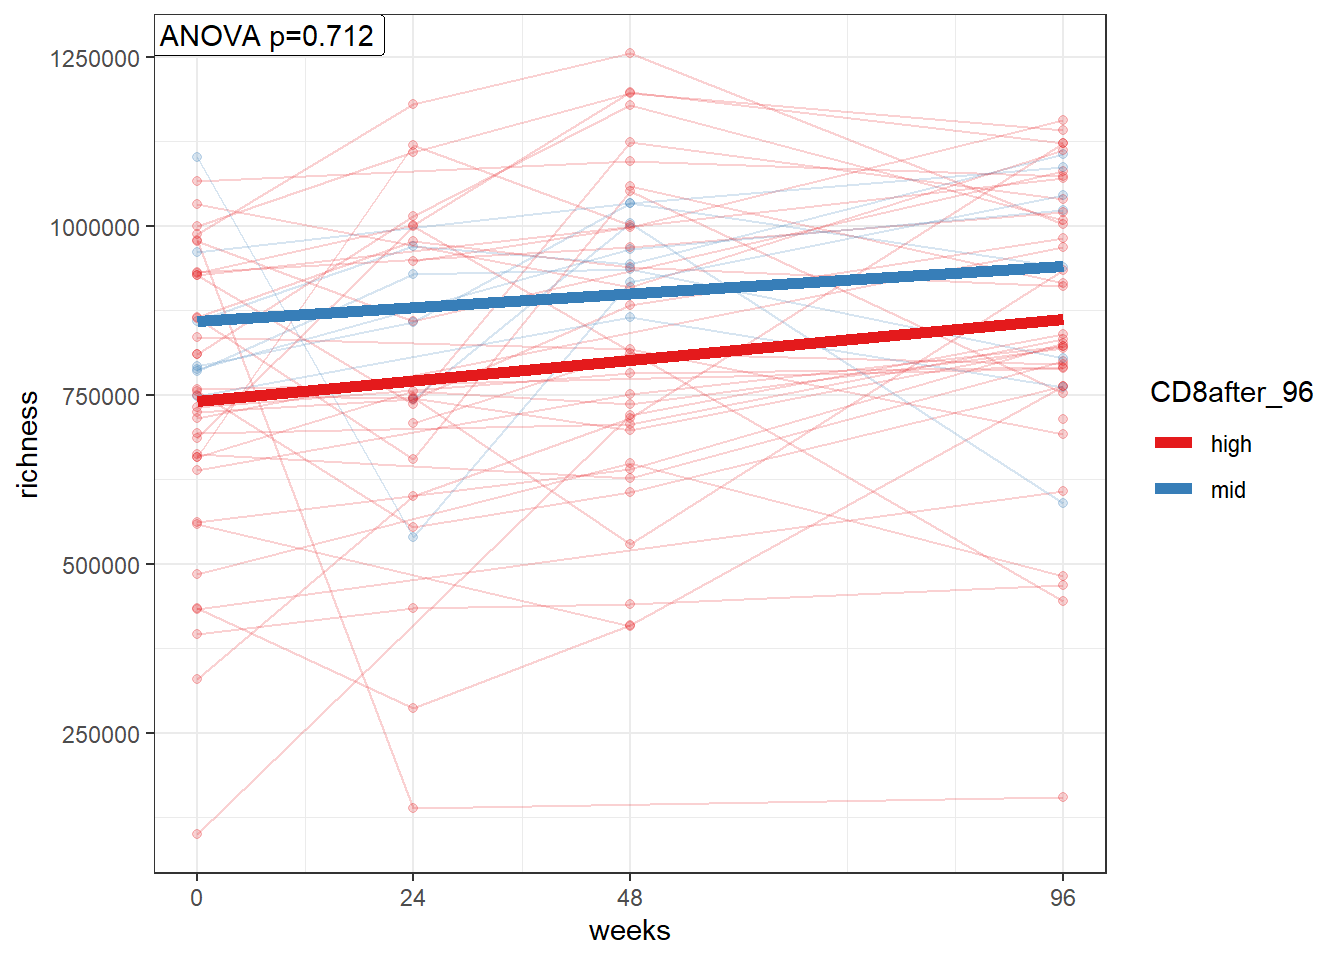 ANOVA p=0.712
1250000
1000000
750000
500000
250000
richness
0 24 48 96
weeks
CD8after_96
high
mid